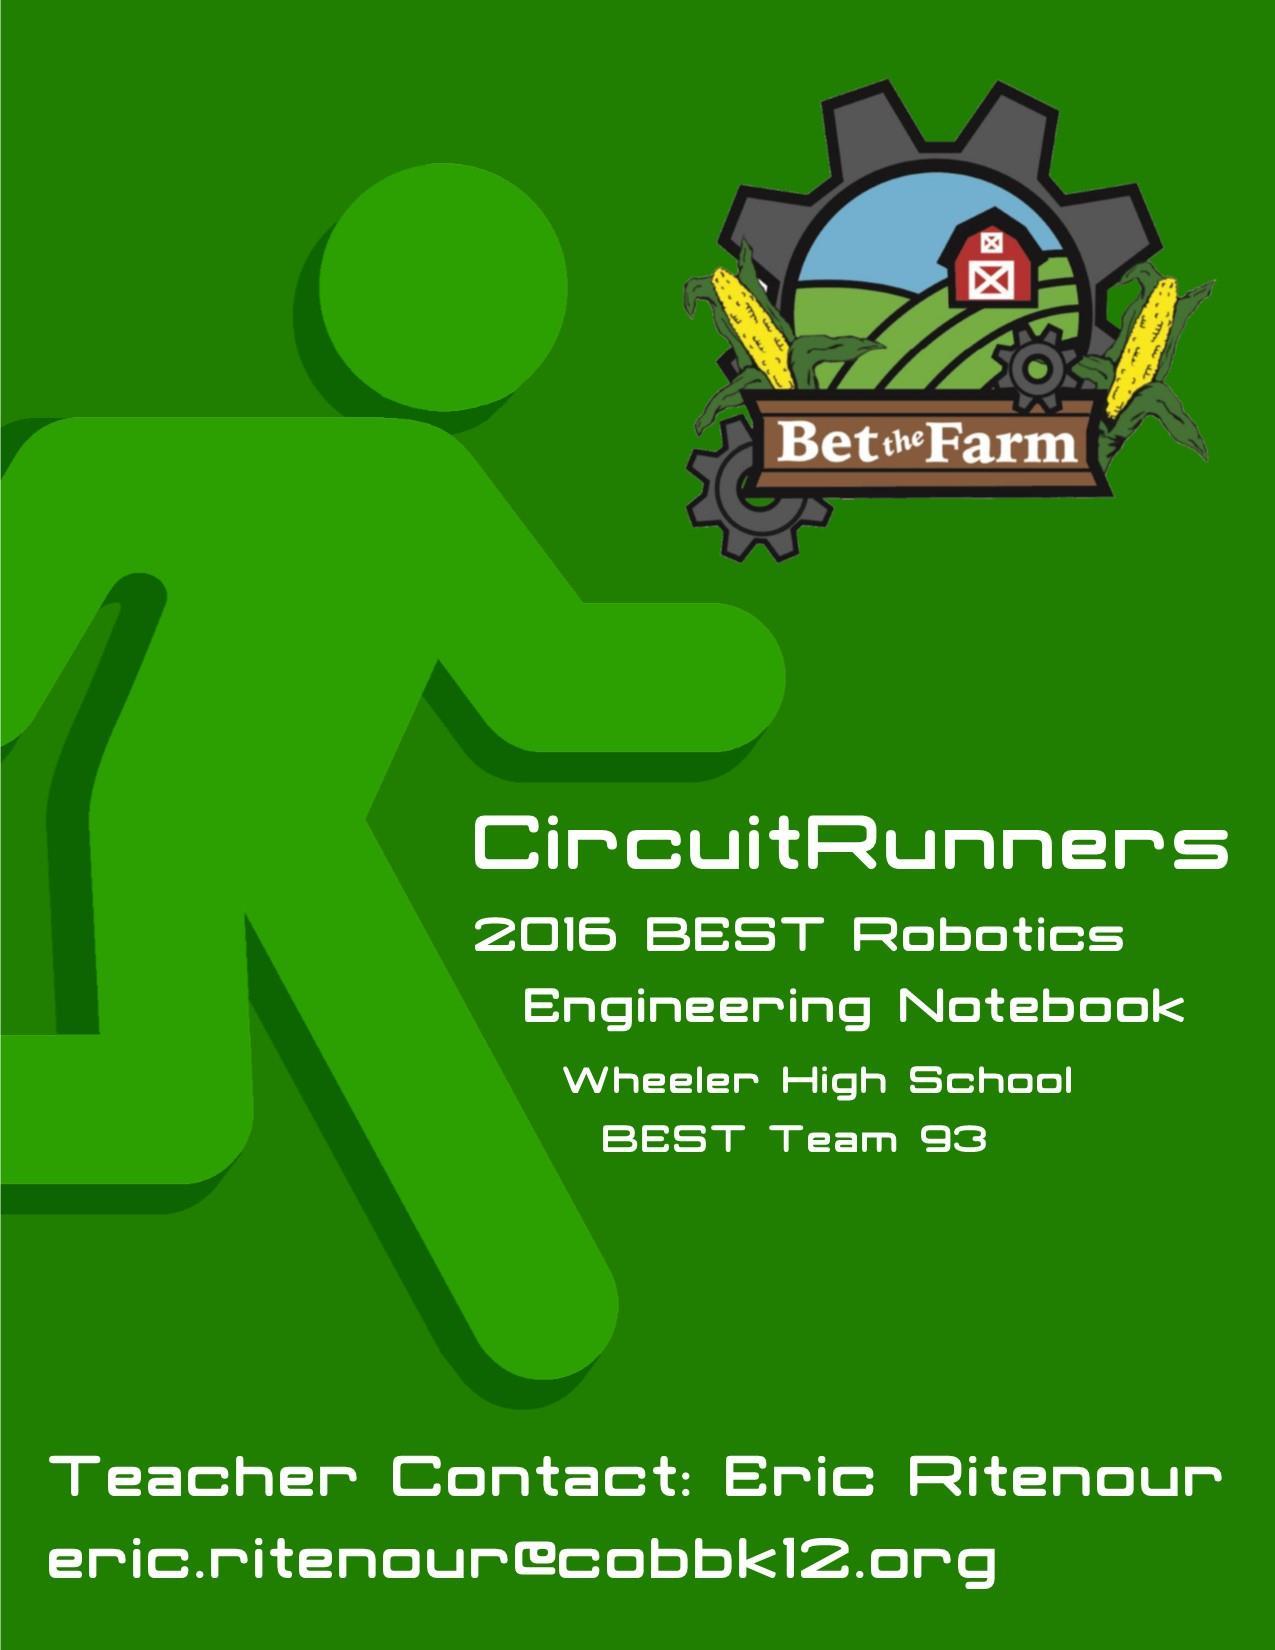 Bet the Farm
CircuitRunners
2016 BEST Robotics
Engineering Notebook
Wheeler High School
BEST Team 93
Teacher Contact: Eric Ritenour
eric.ritenour@cobbk12.org